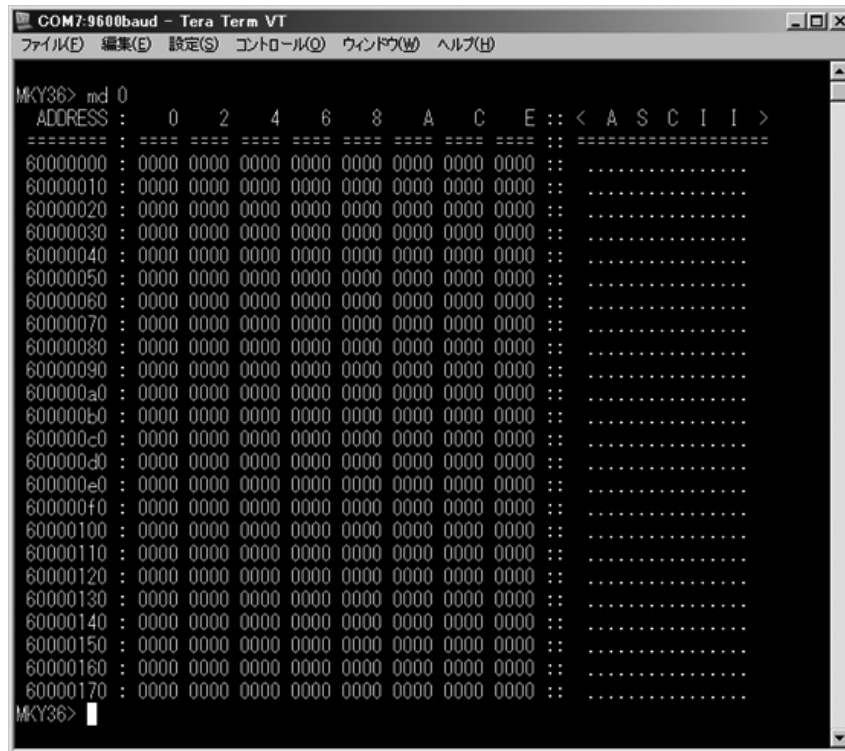 COM7:9600baud - Tera Term VT
ファイル(F) 編集(E) 設定(S) コントロール(O) ウィンドウ(W) ヘルプ(H)
MKY36> md 0
ADDRESS : 0 2 4 6 8 A C E :: < A S C I I >
======== : ==== ==== ==== ==== ==== ==== ==== ==== :: ==================
60000000 : 0000 0000 0000 0000 0000 0000 0000 0000 :: ................
60000010 : 0000 0000 0000 0000 0000 0000 0000 0000 :: ................
60000020 : 0000 0000 0000 0000 0000 0000 0000 0000 :: ................
60000030 : 0000 0000 0000 0000 0000 0000 0000 0000 :: ................
60000040 : 0000 0000 0000 0000 0000 0000 0000 0000 :: ................
60000050 : 0000 0000 0000 0000 0000 0000 0000 0000 :: ................
60000060 : 0000 0000 0000 0000 0000 0000 0000 0000 :: ................
60000070 : 0000 0000 0000 0000 0000 0000 0000 0000 :: ................
60000080 : 0000 0000 0000 0000 0000 0000 0000 0000 :: ................
60000090 : 0000 0000 0000 0000 0000 0000 0000 0000 :: ................
600000a0 : 0000 0000 0000 0000 0000 0000 0000 0000 :: ................
600000b0 : 0000 0000 0000 0000 0000 0000 0000 0000 :: ................
600000c0 : 0000 0000 0000 0000 0000 0000 0000 0000 :: ................
600000d0 : 0000 0000 0000 0000 0000 0000 0000 0000 :: ................
600000e0 : 0000 0000 0000 0000 0000 0000 0000 0000 :: ................
600000f0 : 0000 0000 0000 0000 0000 0000 0000 0000 :: ................
60000100 : 0000 0000 0000 0000 0000 0000 0000 0000 :: ................
60000110 : 0000 0000 0000 0000 0000 0000 0000 0000 :: ................
60000120 : 0000 0000 0000 0000 0000 0000 0000 0000 :: ................
60000130 : 0000 0000 0000 0000 0000 0000 0000 0000 :: ................
60000140 : 0000 0000 0000 0000 0000 0000 0000 0000 :: ................
60000150 : 0000 0000 0000 0000 0000 0000 0000 0000 :: ................
60000160 : 0000 0000 0000 0000 0000 0000 0000 0000 :: ................
60000170 : 0000 0000 0000 0000 0000 0000 0000 0000 :: ................
MKY36>